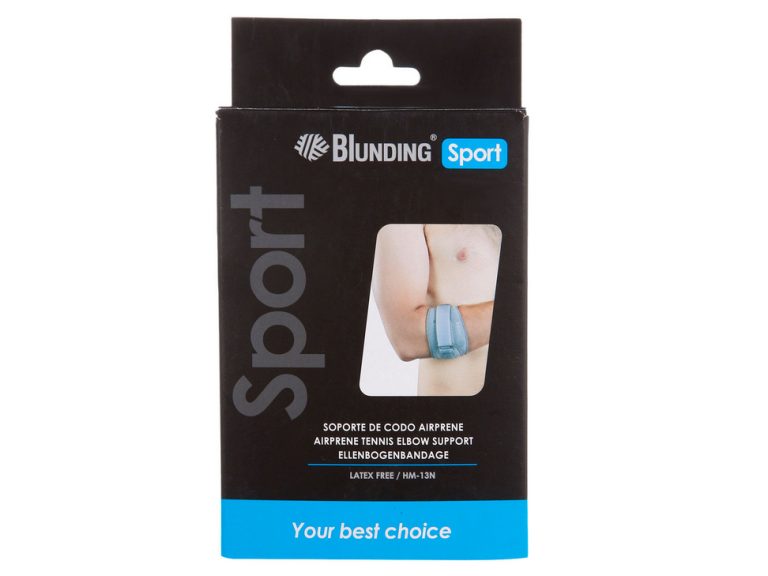 BLUNDING® Sport
Sport
SOPORTE DE CODO AIRPRENE
AIRPRENE TENNIS ELBOW SUPPORT
ELLENBOGENBANDAGE
LATEX FREE / HM-13N
Your best choice